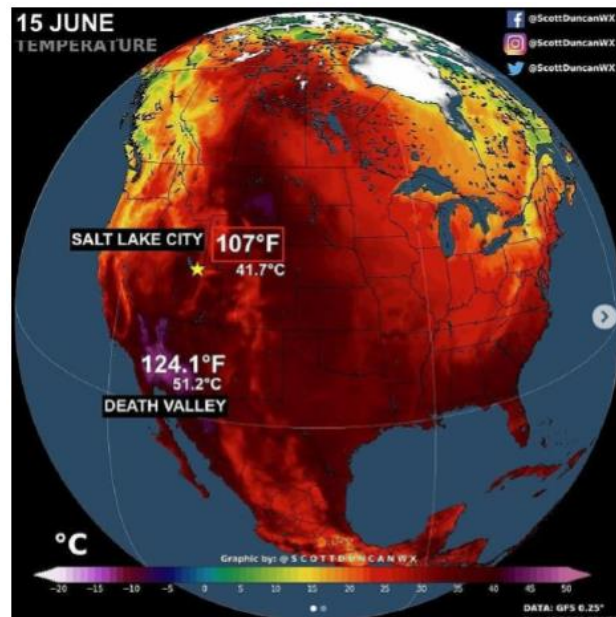 15 JUNE
TEMPERATURE
@ScottDuncanWX
@ScottDuncanWX
@ScottDuncanWX
SALT LAKE CITY
107°F
41.7°C
124.1°F
51.2°C
DEATH VALLEY
°C
Graphic by: @SCOTTDUNCANWX
−20 −15 −10 −5 0 5 10 15 20 25 30 35 40 45 50
DATA: GFS 0.25°